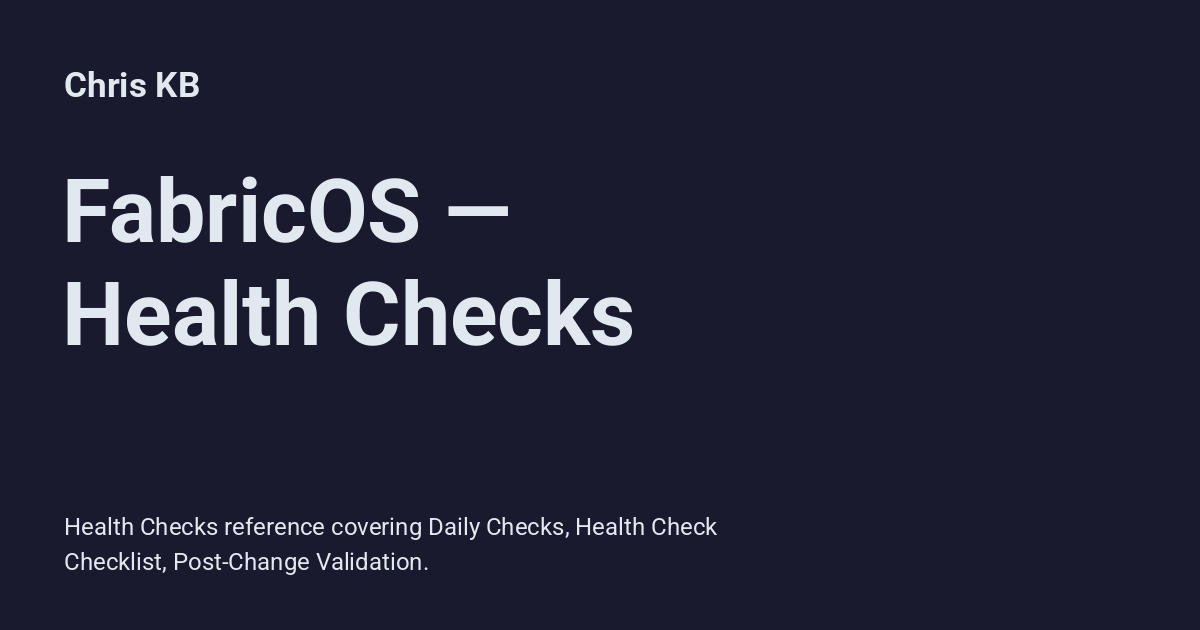 Chris KB
FabricOS —
Health Checks
Health Checks reference covering Daily Checks, Health Check
Checklist, Post-Change Validation.